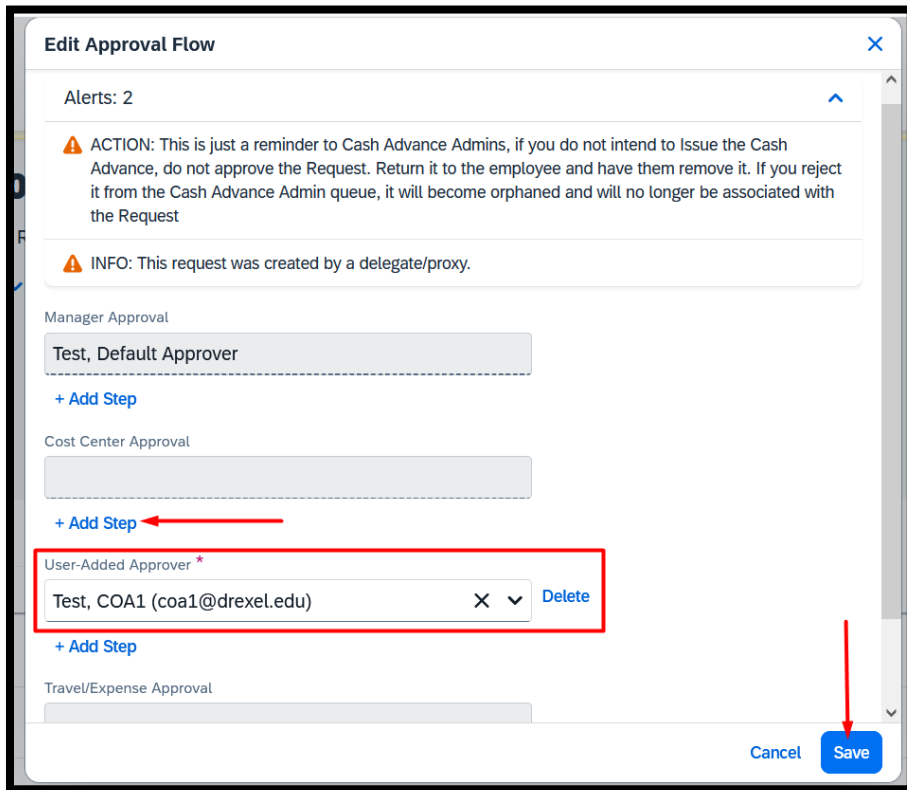 Edit Approval Flow
Alerts: 2
ACTION: This is just a reminder to Cash Advance Admins, if you do not intend to Issue the Cash
Advance, do not approve the Request. Return it to the employee and have them remove it. If you reject
it from the Cash Advance Admin queue, it will become orphaned and will no longer be associated with
the Request
INFO: This request was created by a delegate/proxy.
Manager Approval
Test, Default Approver
+ Add Step
Cost Center Approval
+ Add Step
User-Added Approver *
Test, COA1 (coa1@drexel.edu)
Delete
+ Add Step
Travel/Expense Approval
Cancel
Save